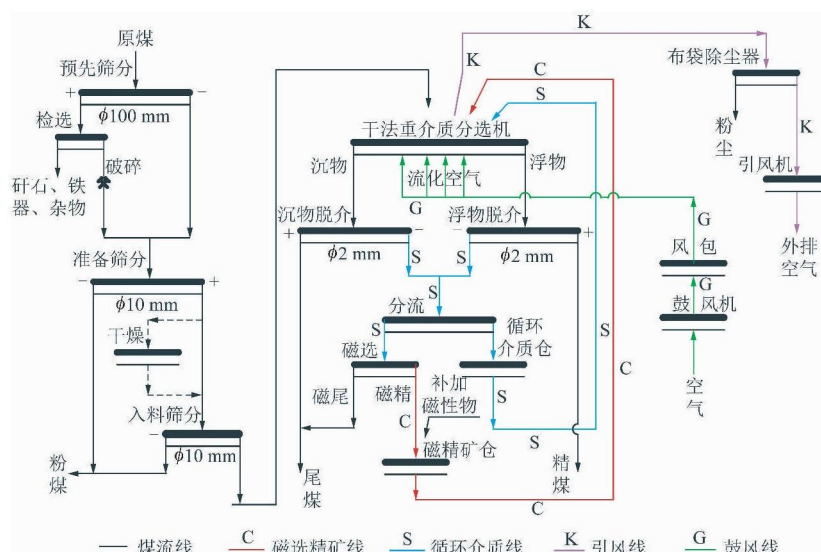 原煤
预先筛分
+ −
ϕ100 mm
检选
破碎
矸石、铁
器、杂物
准备筛分
− +
ϕ10 mm
干燥
入料筛分
−
ϕ10 mm
粉
煤
K
K
C
S
干法重介质分选机
沉物
浮物
流化空气
G
沉物脱介
浮物脱介
+ − − +
ϕ2 mm
ϕ2 mm
S
S
S
分流
S
S
循环
介质仓
磁选
磁尾
磁精
补加
磁性物
C
S
S
S
C
磁精矿仓
C
尾
煤
精
煤
布袋除尘器
粉
尘
K
引风机
外排
空气
G
风 包
G
鼓 风机
空
气
煤流线
C
磁选精矿线
S
循环介质线
K
引风线
G
鼓风线